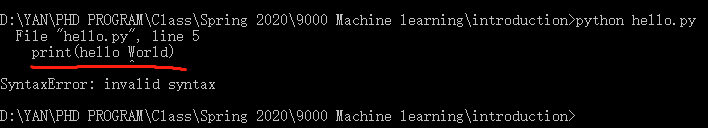 D:\YAN\PHD PROGRAM\Class\Spring 2020\9000 Machine learning\introduction>python hello.py
File "hello.py", line 5
print(hello World)
^
SyntaxError: invalid syntax
D:\YAN\PHD PROGRAM\Class\Spring 2020\9000 Machine learning\introduction>